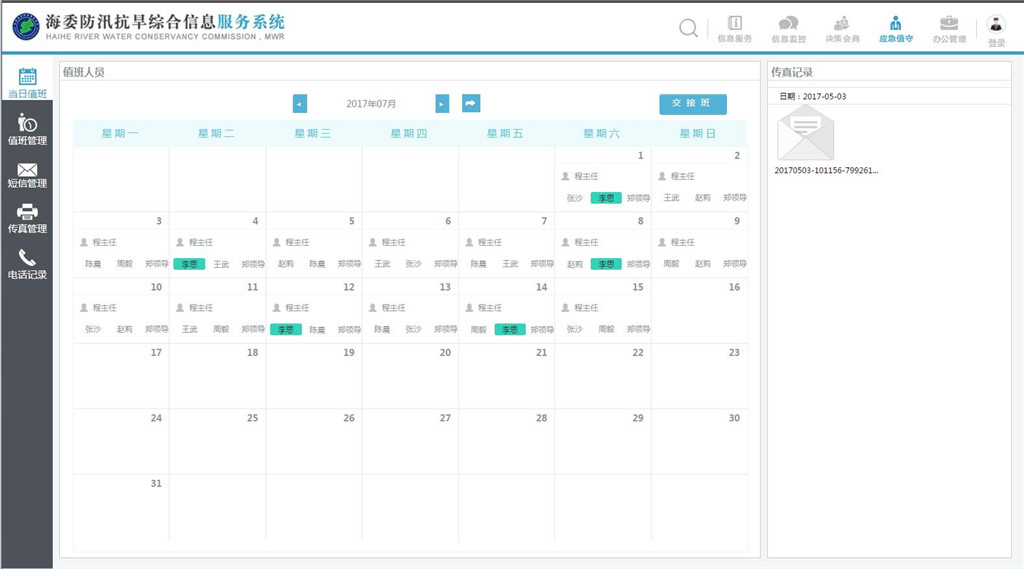 海委防汛抗旱综合信息服务系统
HAIHE RIVER WATER CONSERVANCY COMMISSION , MWR
信息服务 信息监控 决策会商 应急值守 办公管理 登录
当日值班
值班管理
短信管理
传真管理
电话记录
值班人员
2017年07月
交 接 班
星期一 星期二 星期三 星期四 星期五 星期六 星期日
1 2
程主任 程主任
张沙 李思 郑领导 王武 赵莉 郑领导
3 4 5 6 7 8 9
程主任 程主任 程主任 程主任 程主任 程主任 程主任
陈晨 周毅 郑领导 李思 王武 郑领导 赵莉 陈晨 郑领导 王武 张沙 郑领导 陈晨 王武 郑领导 赵莉 李思 郑领导 周毅 赵莉 郑领导
10 11 12 13 14 15 16
程主任 程主任 程主任 程主任 程主任 程主任
张沙 赵莉 郑领导 王武 周毅 郑领导 李思 陈晨 郑领导 陈晨 张沙 郑领导 周毅 李思 郑领导 张沙 周毅 郑领导
17 18 19 20 21 22 23
24 25 26 27 28 29 30
31
传真记录
日期：2017-05-03
20170503-101156-799261...